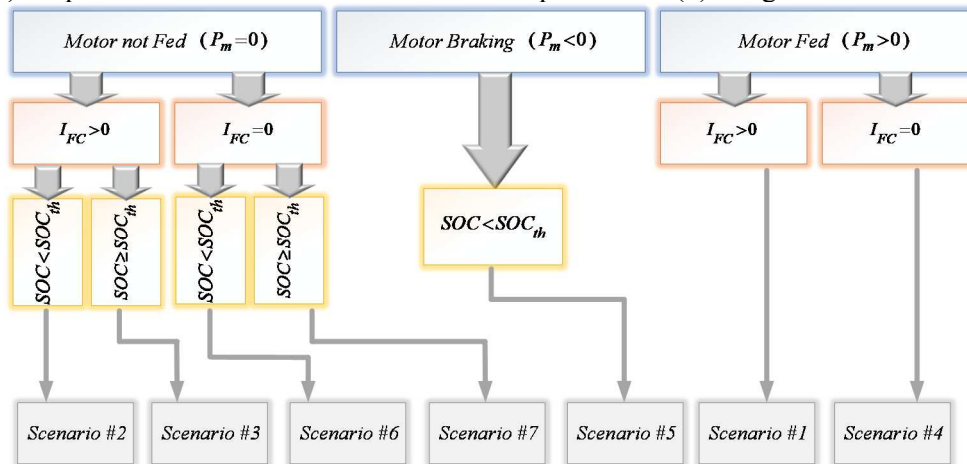 Motor not Fed (Pm=0)
Motor Braking (Pm<0)
Motor Fed (Pm>0)
IFC>0
IFC=0
IFC>0
IFC=0
SOC<SOCth
SOC≥SOCth
SOC<SOCth
SOC≥SOCth
SOC<SOCth
Scenario #2
Scenario #3
Scenario #6
Scenario #7
Scenario #5
Scenario #1
Scenario #4